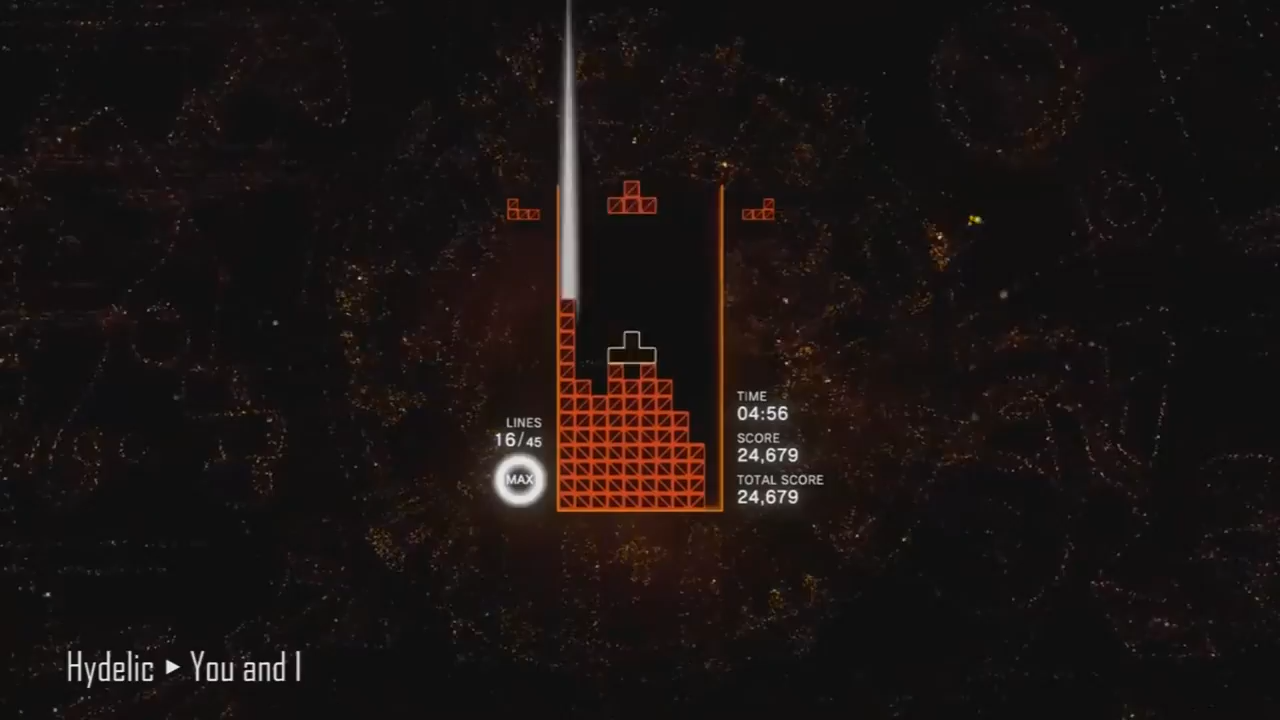 LINES
16/45
MAX
TIME
04:56
SCORE
24,679
TOTAL SCORE
24,679
Hydelic ▸ You and I